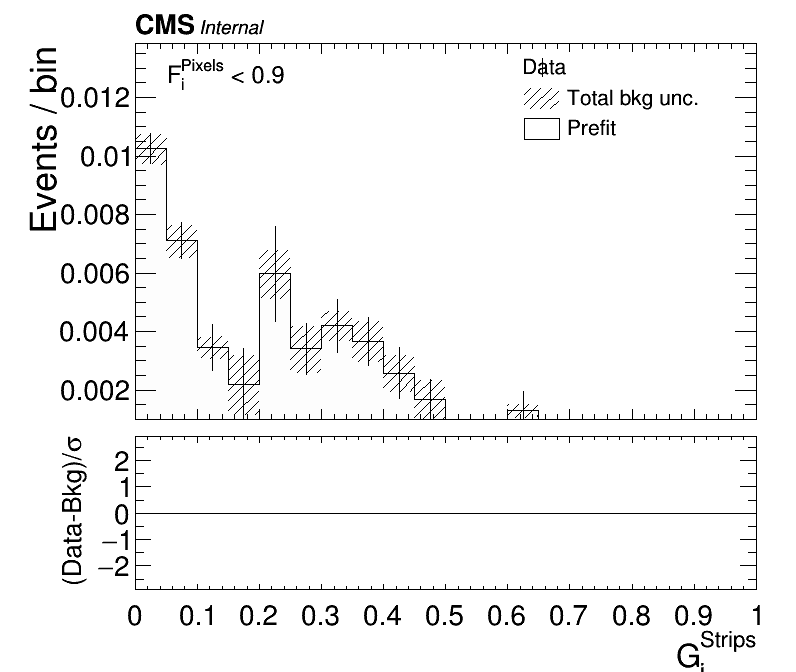 CMS Internal
F_i^Pixels < 0.9
Data
Total bkg unc.
Prefit
Events / bin
0.012
0.01
0.008
0.006
0.004
0.002
(Data-Bkg)/σ
2
1
0
−1
−2
0 0.1 0.2 0.3 0.4 0.5 0.6 0.7 0.8 0.9 1
G_i^Strips